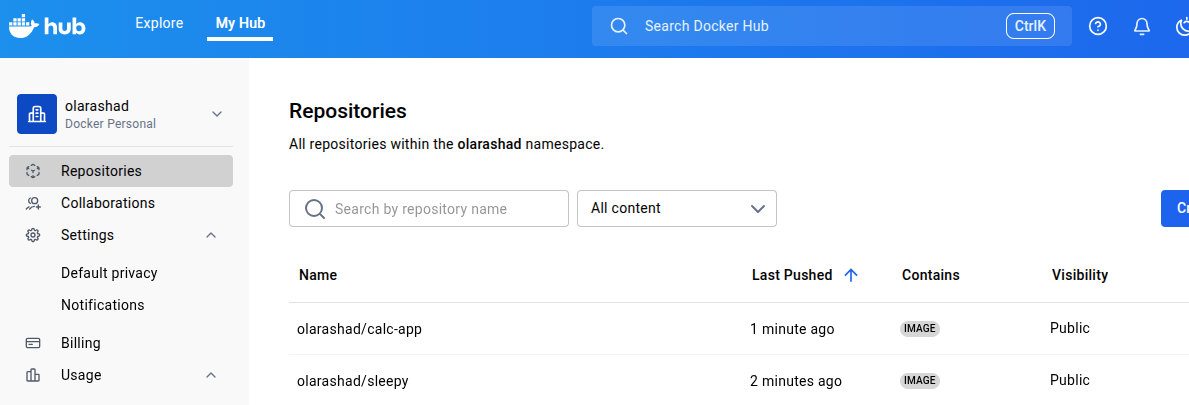 hub Explore My Hub Search Docker Hub CtrlK
olarashad
Docker Personal
Repositories
Collaborations
Settings
Default privacy
Notifications
Billing
Usage
Repositories
All repositories within the olarashad namespace.
Search by repository name All content
Name Last Pushed Contains Visibility
olarashad/calc-app 1 minute ago IMAGE Public
olarashad/sleepy 2 minutes ago IMAGE Public